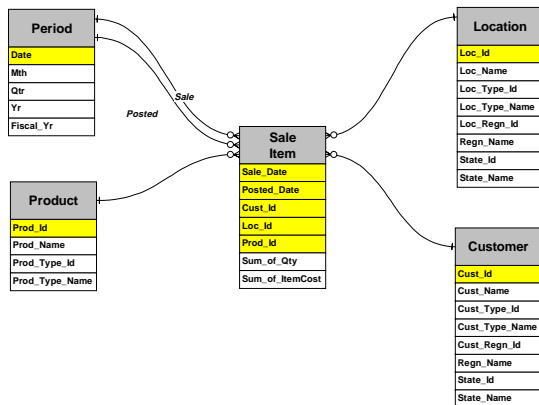 Period
Date
Mth
Qtr
Yr
Fiscal_Yr
Sale
Posted
Product
Prod_Id
Prod_Name
Prod_Type_Id
Prod_Type_Name
Sale
Item
Sale_Date
Posted_Date
Cust_Id
Loc_Id
Prod_Id
Sum_of_Qty
Sum_of_ItemCost
Location
Loc_Id
Loc_Name
Loc_Type_Id
Loc_Type_Name
Loc_Regn_Id
Regn_Name
State_Id
State_Name
Customer
Cust_Id
Cust_Name
Cust_Type_Id
Cust_Type_Name
Cust_Regn_Id
Regn_Name
State_Id
State_Name